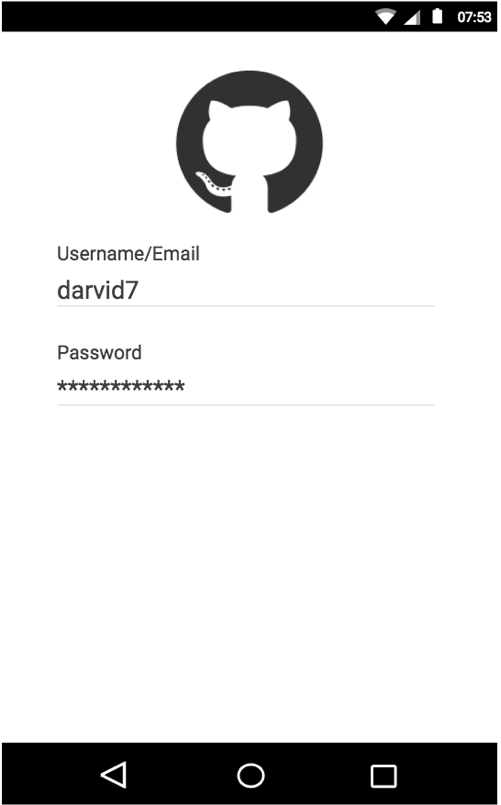 07:53
Username/Email
darvid7
Password
************